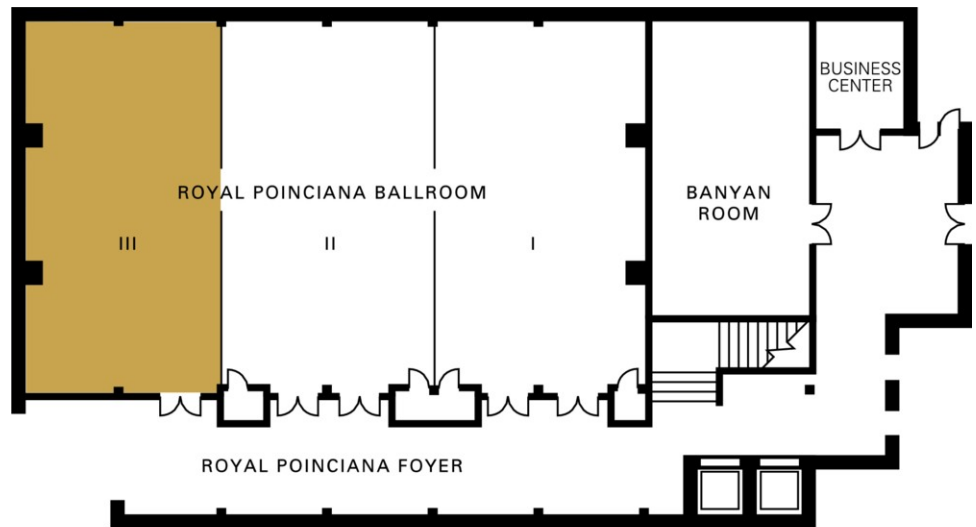 BUSINESS
CENTER
ROYAL POINCIANA BALLROOM
BANYAN
ROOM
III
II
I
ROYAL POINCIANA FOYER